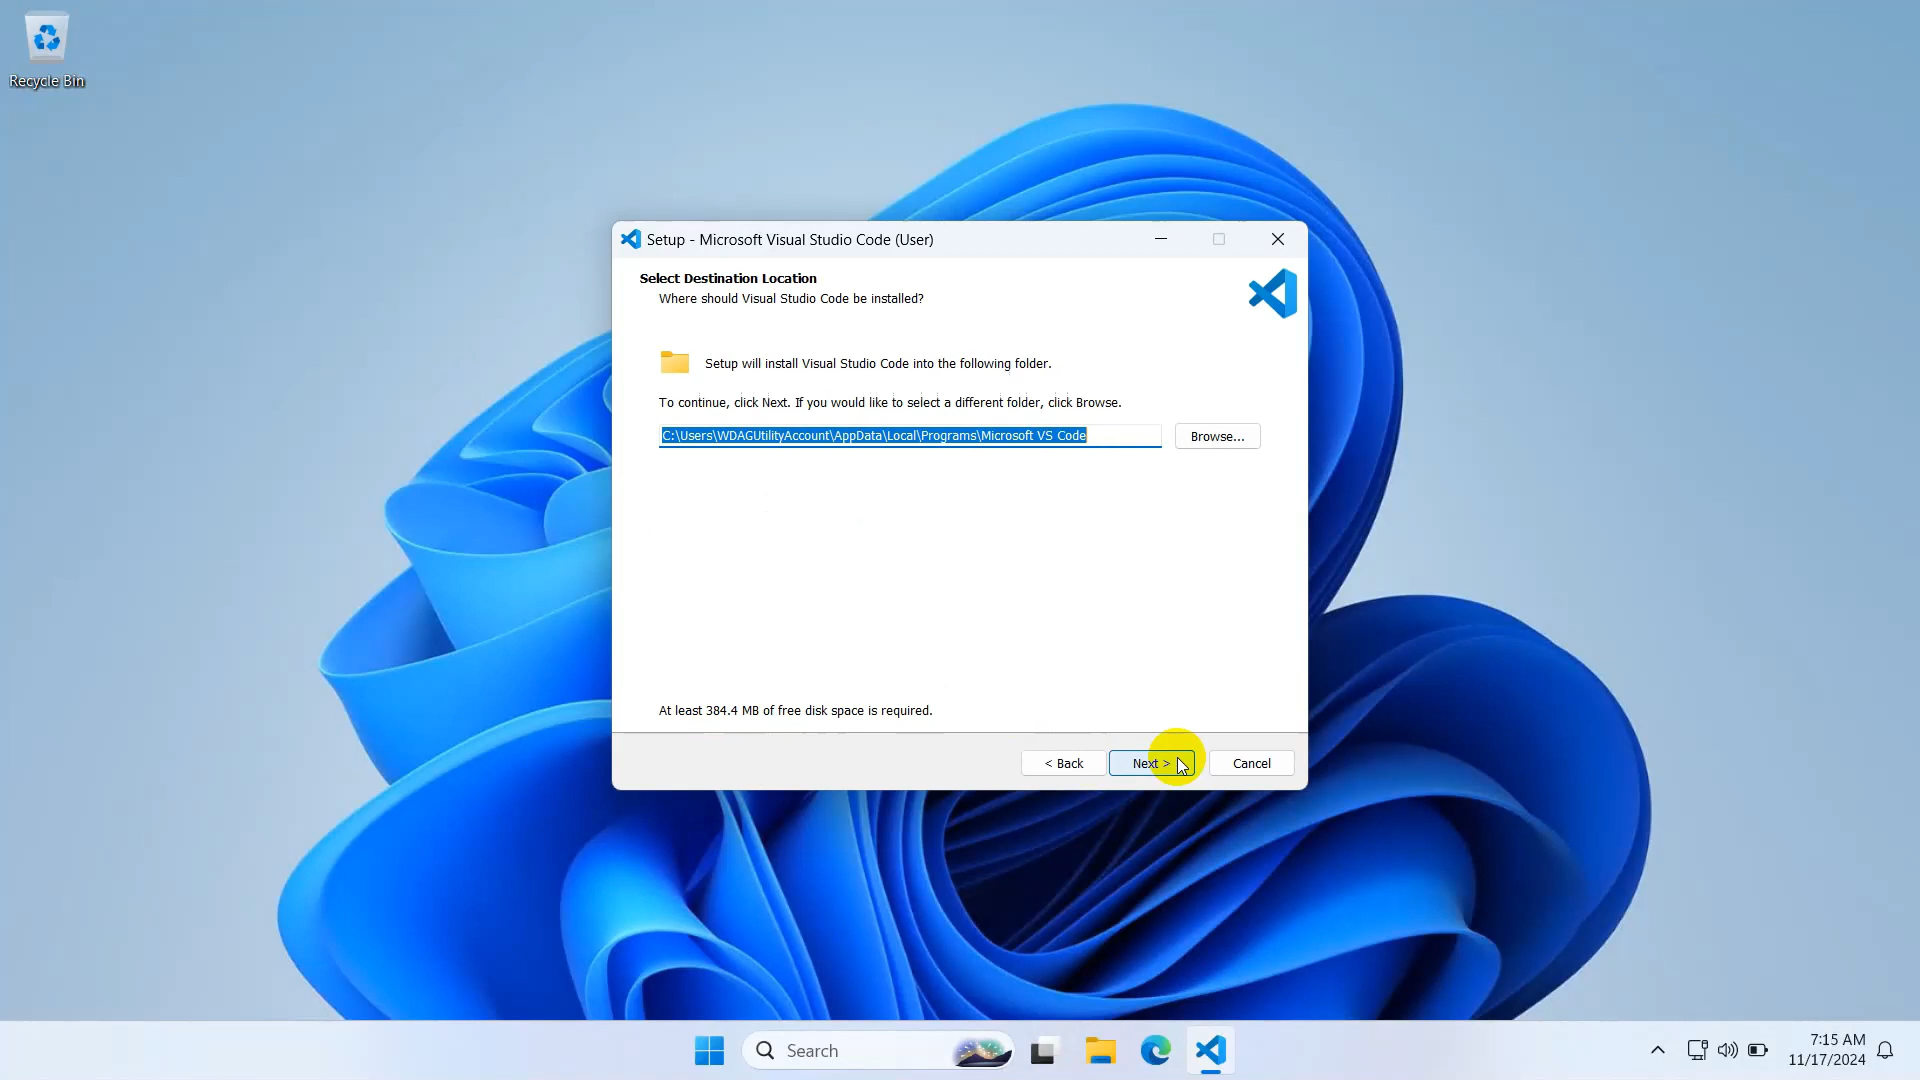 Recycle Bin
Setup - Microsoft Visual Studio Code (User)
Select Destination Location
Where should Visual Studio Code be installed?
Setup will install Visual Studio Code into the following folder.
To continue, click Next. If you would like to select a different folder, click Browse.
C:\Users\WDAGUtilityAccount\AppData\Local\Programs\Microsoft VS Code
Browse...
At least 384.4 MB of free disk space is required.
< Back
Next >
Cancel
Search
7:15 AM
11/17/2024